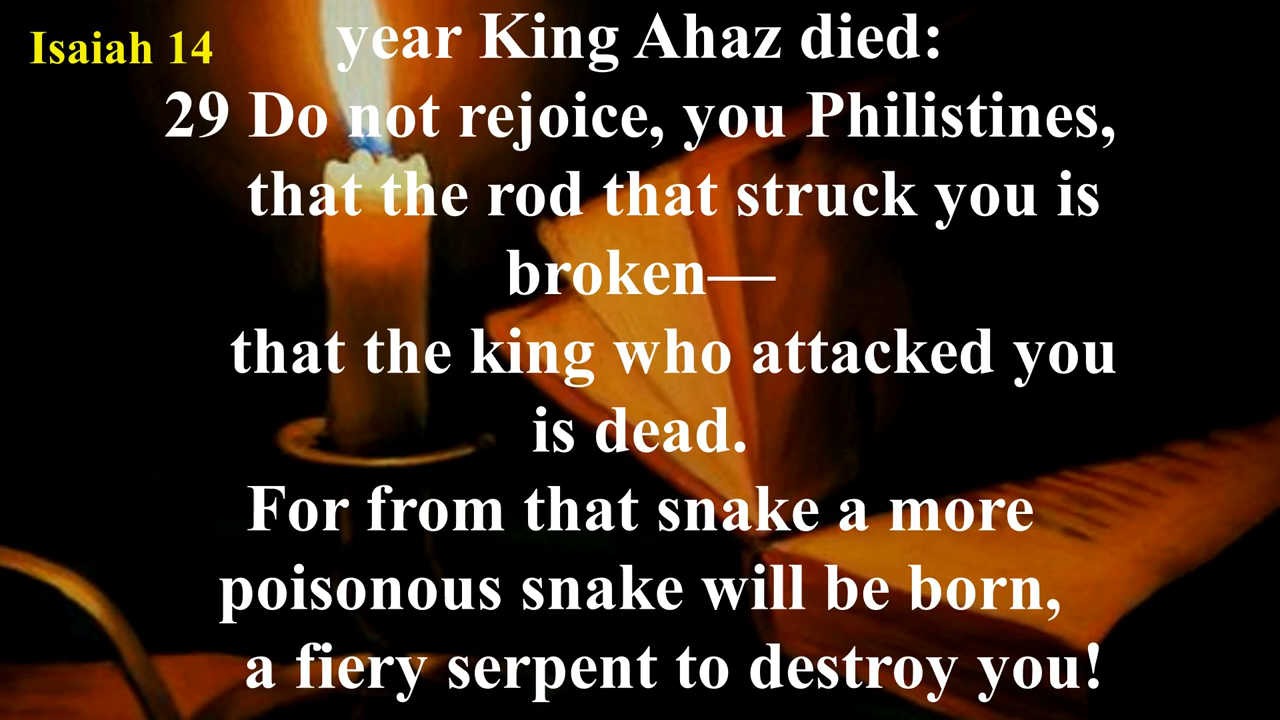 Isaiah 14
year King Ahaz died:
29 Do not rejoice, you Philistines,
that the rod that struck you is
broken—
that the king who attacked you
is dead.
For from that snake a more
poisonous snake will be born,
a fiery serpent to destroy you!